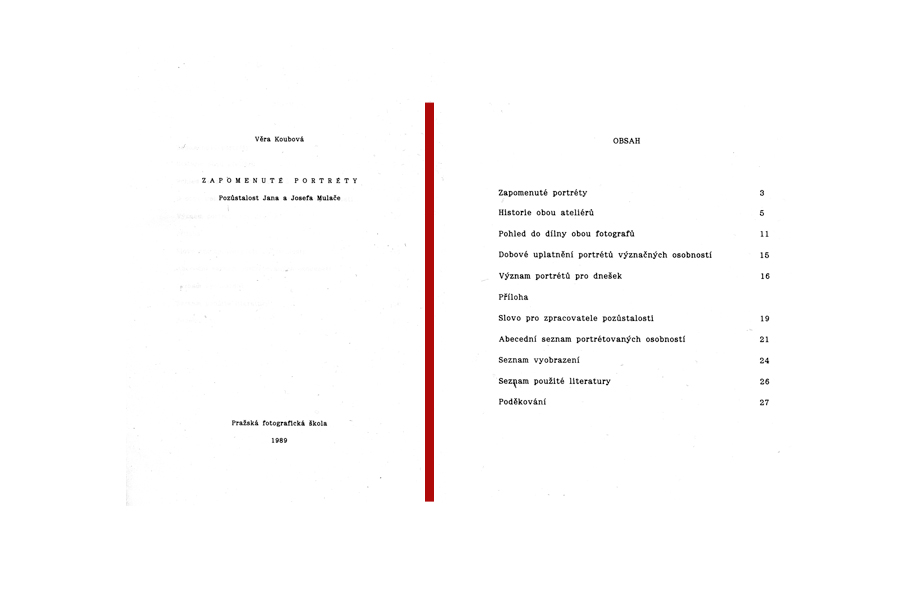 Věra Koubová
ZAPOMENUTÉ PORTRÉTY
Pozůstalost Jana a Josefa Mulače
Pražská fotografická škola
1989
OBSAH
Zapomenuté portréty 3
Historie obou ateliérů 5
Pohled do dílny obou fotografů 11
Dobové uplatnění portrétů význačných osobností 15
Význam portrétů pro dnešek 16
Příloha
Slovo pro zpracovatele pozůstalosti 19
Abecední seznam portrétovaných osobností 21
Seznam vyobrazení 24
Seznam použité literatury 26
Poděkování 27